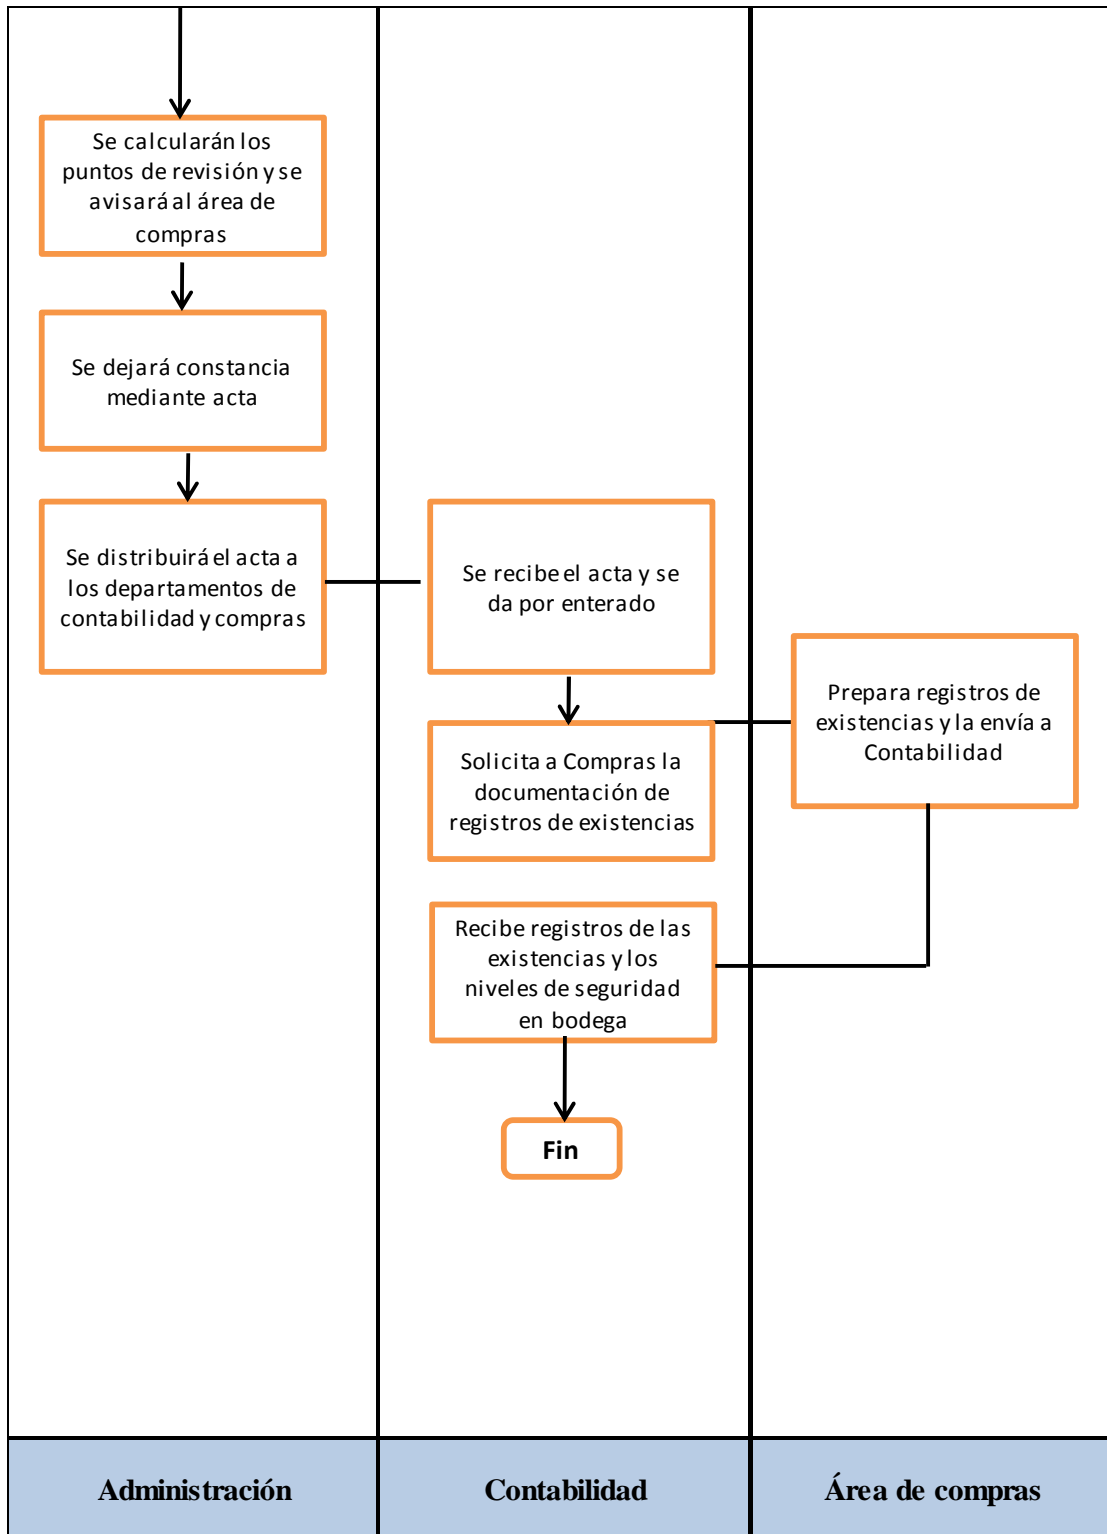 Se calcularán los
puntos de revisión y se
avisará al área de
compras
Se dejará constancia
mediante acta
Se distribuirá el acta a
los departamentos de
contabilidad y compras
Se recibe el acta y se
da por enterado
Solicita a Compras la
documentación de
registros de existencias
Prepara registros de
existencias y la envía a
Contabilidad
Recibe registros de las
existencias y los
niveles de seguridad
en bodega
Fin
Administración
Contabilidad
Área de compras